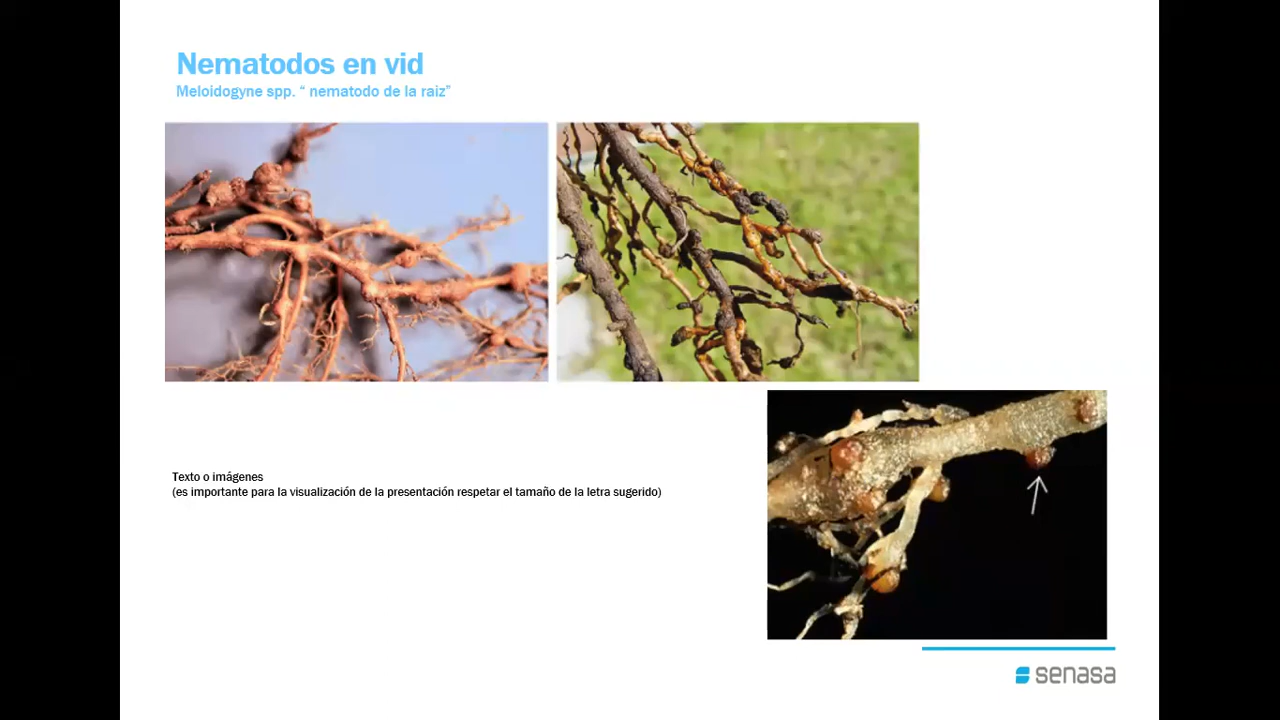 Nematodos en vid
Meloidogyne spp. “ nematodo de la raiz”
Texto o imágenes
(es importante para la visualización de la presentación respetar el tamaño de la letra sugerido)
senasa